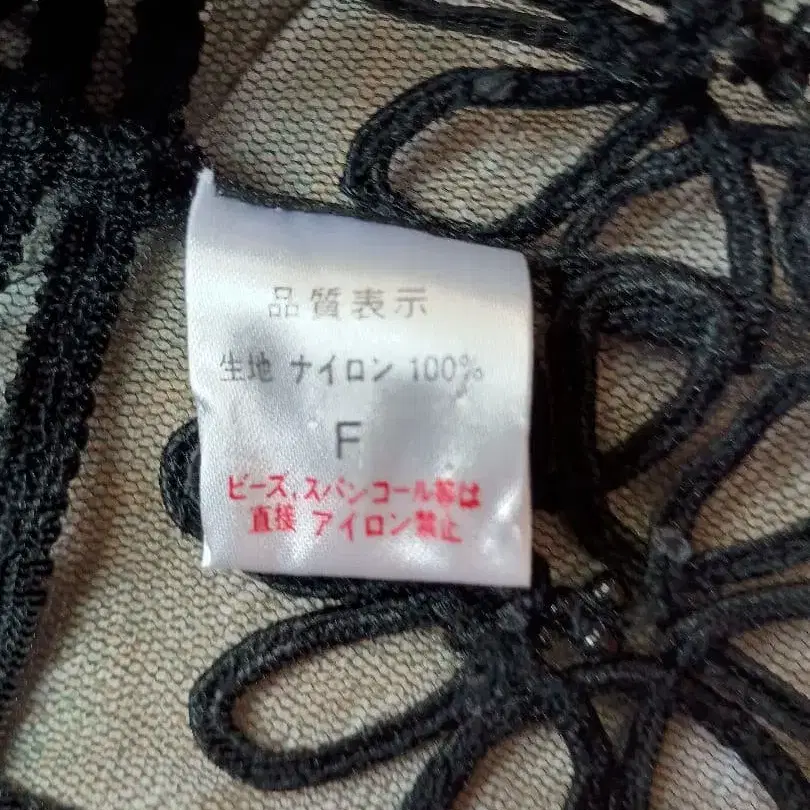 品質表示
生地 ナイロン 100%
F
ビーズ,スパンコール等は
直接 アイロン禁止